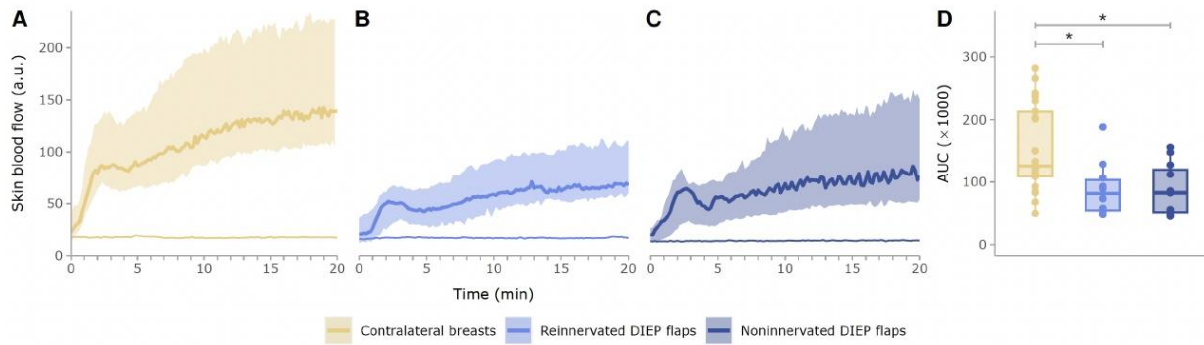 A
B
C
D
Skin blood flow (a.u.)
200
150
100
50
0
0 5 10 15 20
0 5 10 15 20
0 5 10 15 20
Time (min)
AUC (× 1000)
300
200
100
0
*
*
Contralateral breasts Reinnervated DIEP flaps Noninnervated DIEP flaps